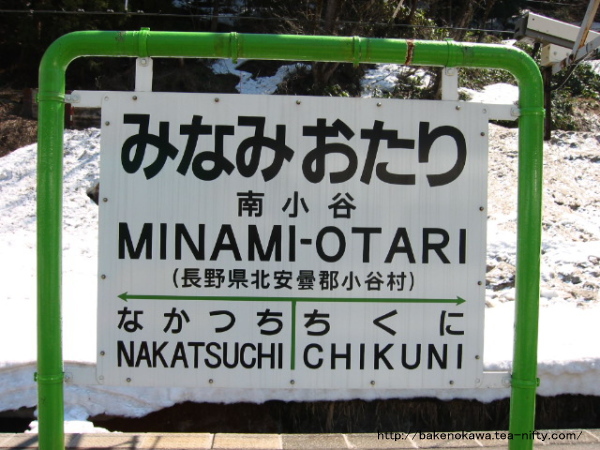 みなみおたり
南小谷
MINAMI-OTARI
(長野県北安曇郡小谷村)
なかつち ちくに
NAKATSUCHI CHIKUNI
http://bakenokawa.tea-nifty.com/